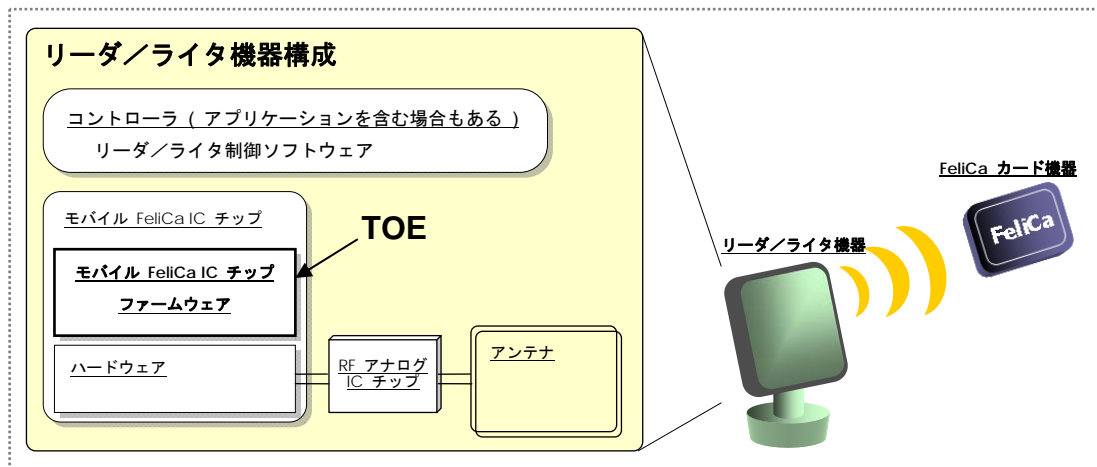 リーダ／ライタ機器構成
コントローラ ( アプリケーションを含む場合もある )
リーダ／ライタ制御ソフトウェア
モバイル FeliCa IC チップ
TOE
モバイル FeliCa IC チップ
ファームウェア
ハードウェア
RF アナログ
IC チップ
アンテナ
リーダ／ライタ機器
FeliCa カード機器
FeliCa